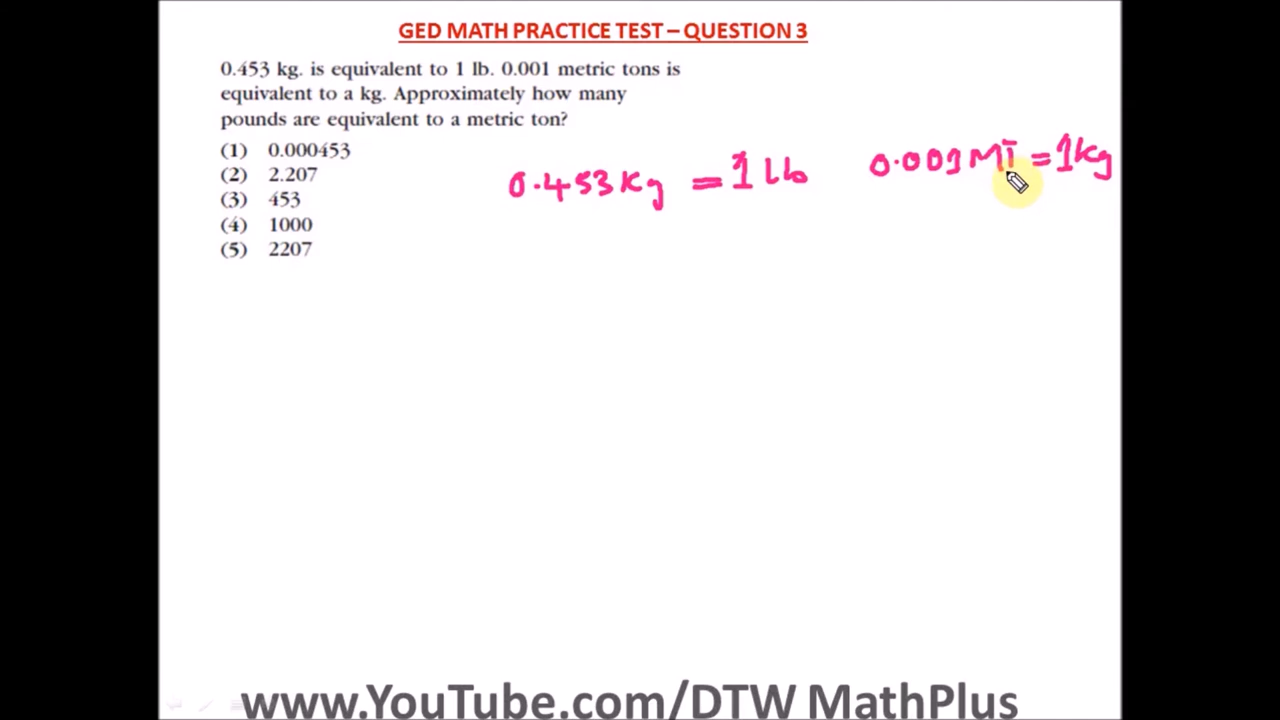 GED MATH PRACTICE TEST – QUESTION 3
0.453 kg. is equivalent to 1 lb. 0.001 metric tons is
equivalent to a kg. Approximately how many
pounds are equivalent to a metric ton?
(1) 0.000453
(2) 2.207
(3) 453
(4) 1000
(5) 2207
0.453 Kg = 1 lb
0.001 MT = 1 kg
www.YouTube.com/DTW MathPlus